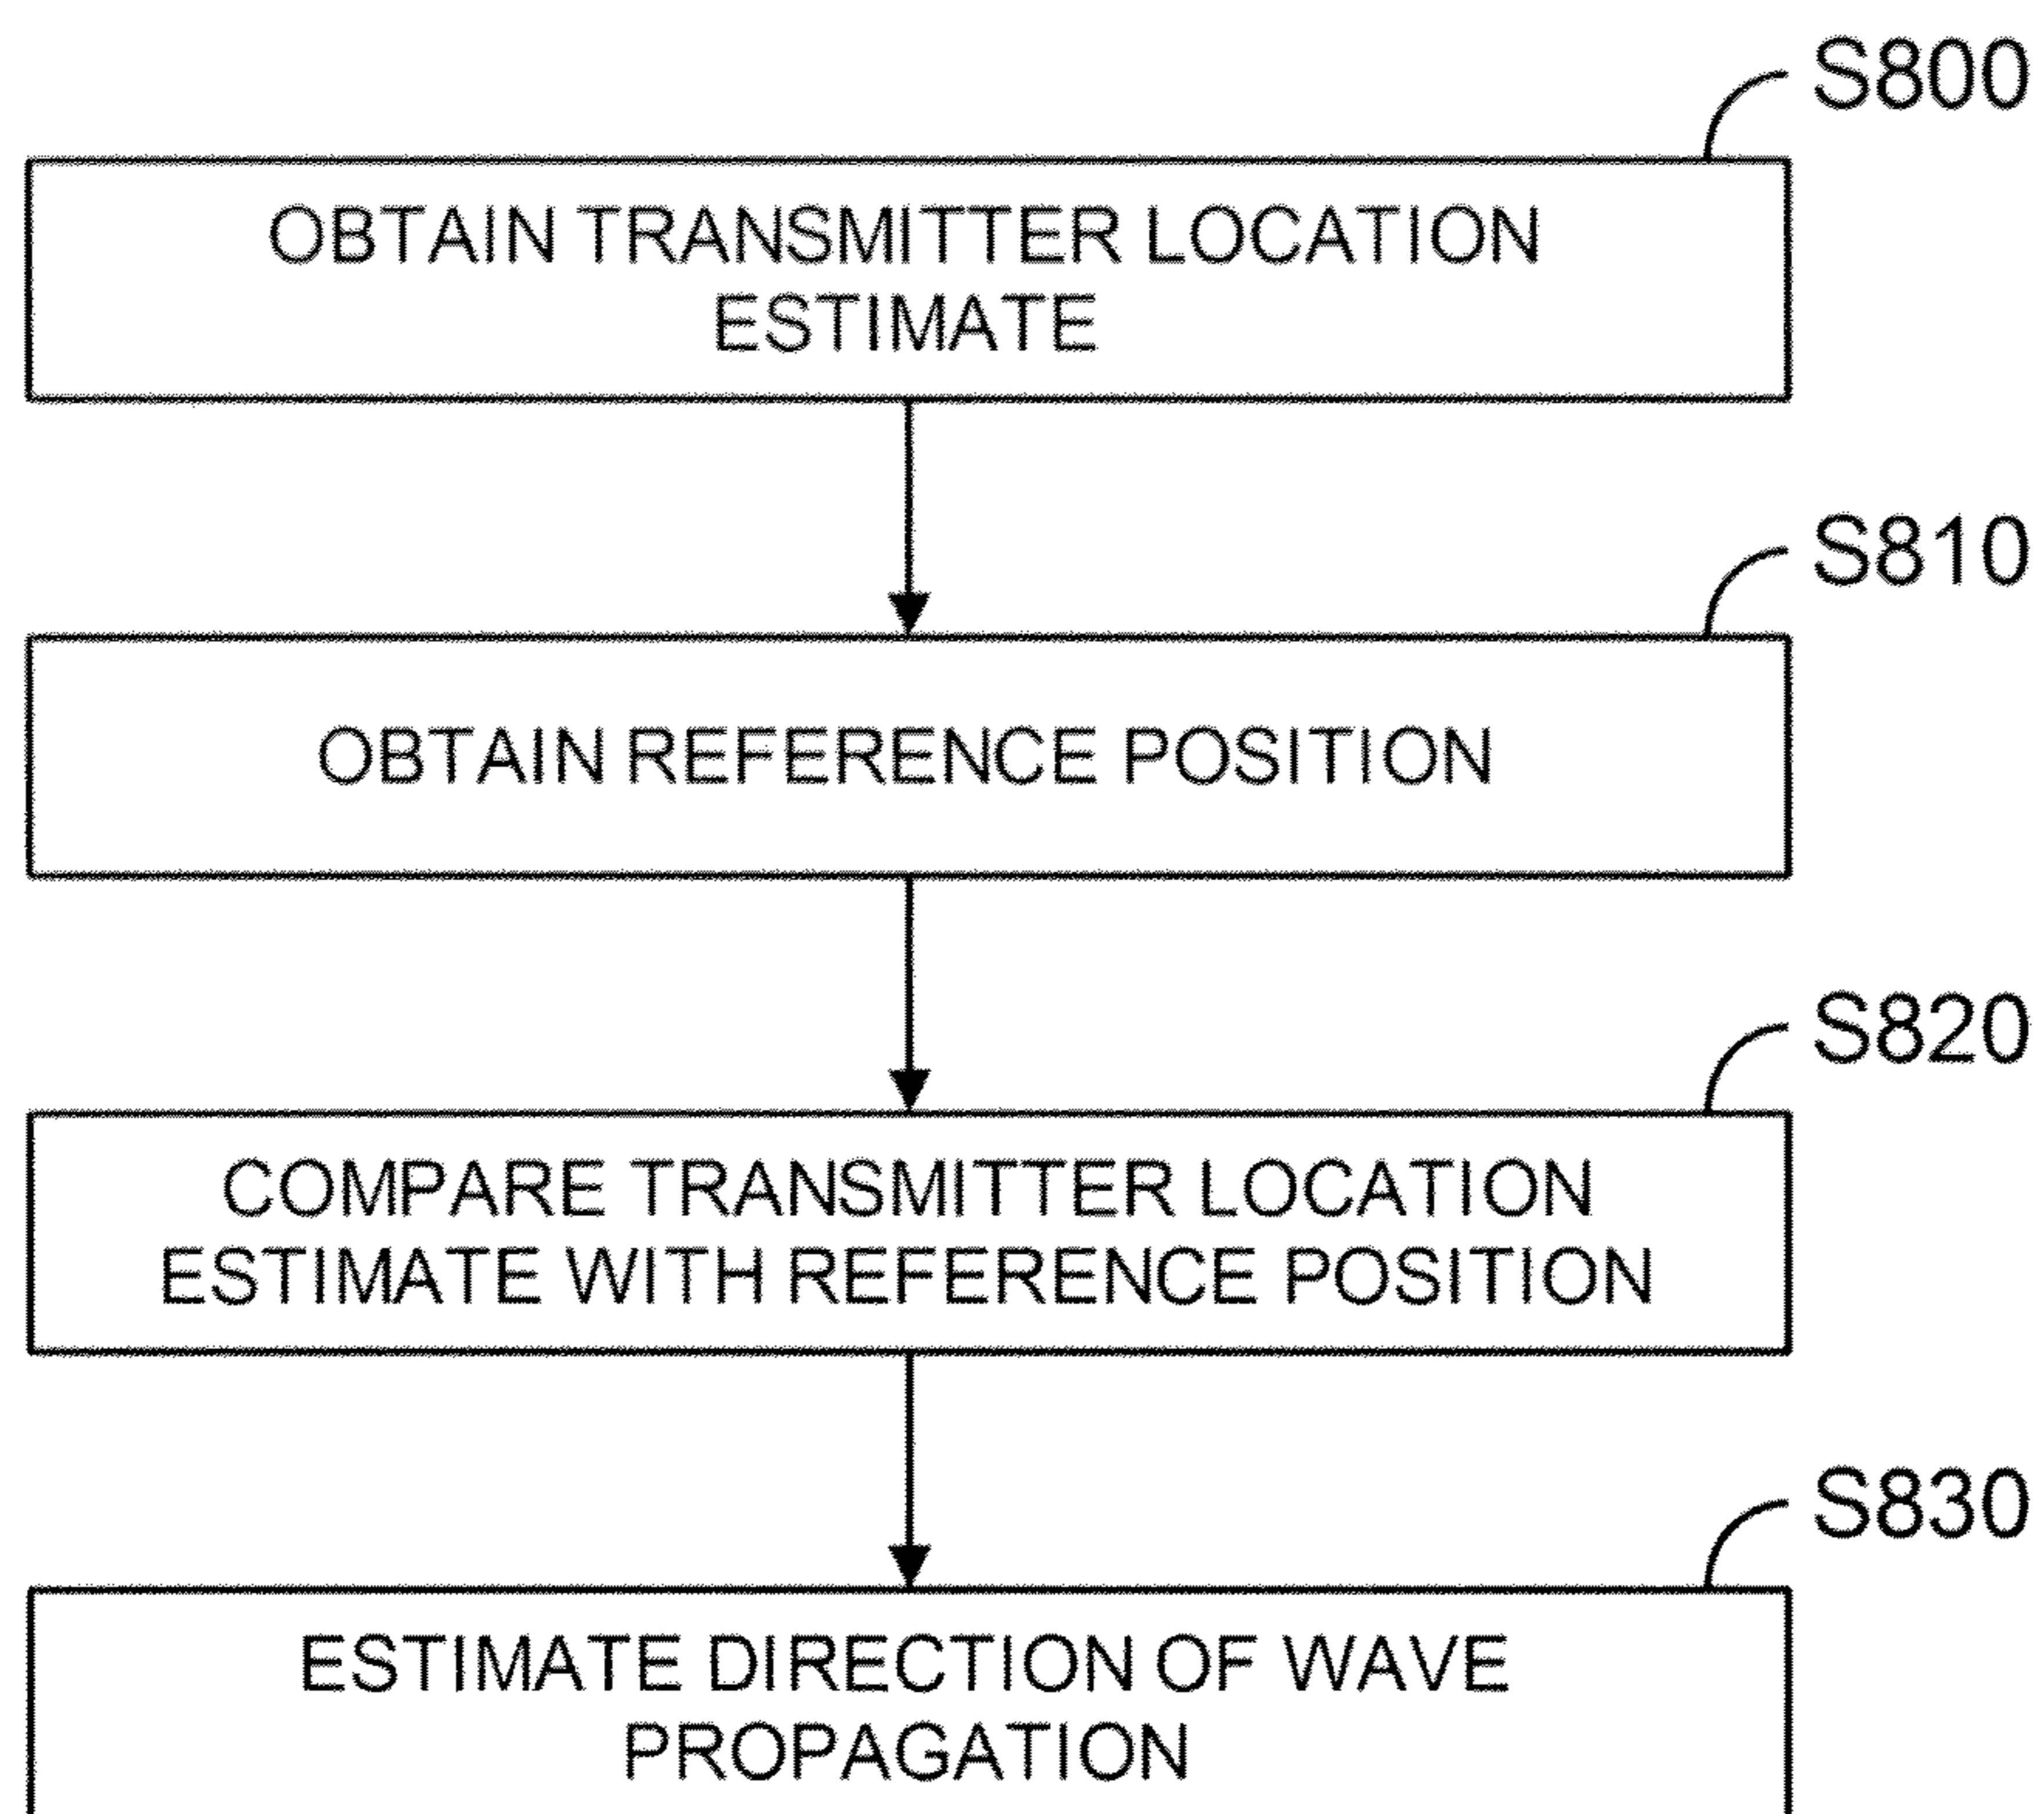 S800
OBTAIN TRANSMITTER LOCATION
ESTIMATE
S810
OBTAIN REFERENCE POSITION
S820
COMPARE TRANSMITTER LOCATION
ESTIMATE WITH REFERENCE POSITION
S830
ESTIMATE DIRECTION OF WAVE
PROPAGATION